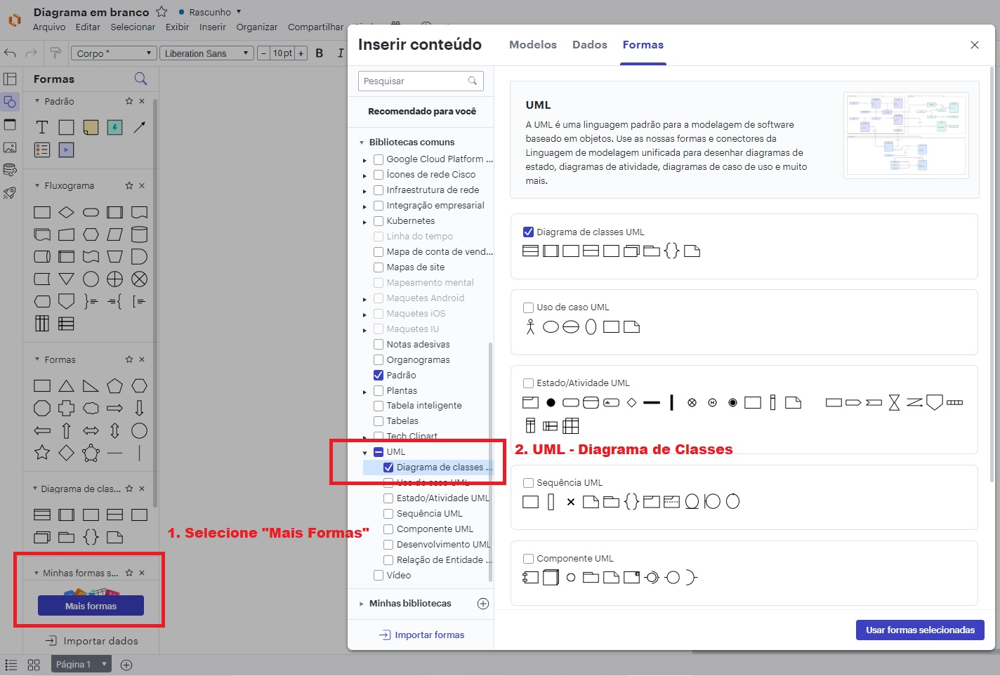 Diagrama em branco
Rascunho
Arquivo Editar Selecionar Exibir Inserir Organizar Compartilhar
Corpo * Liberation Sans − 10 pt + B I
Formas
Padrão
T
Fluxograma
Formas
Diagrama de clas...
Minhas formas s...
Mais formas
Importar dados
Página 1
1. Selecione "Mais Formas"
Inserir conteúdo
Modelos Dados Formas
Pesquisar
Recomendado para você
Bibliotecas comuns
Google Cloud Platform ...
Ícones de rede Cisco
Infraestrutura de rede
Integração empresarial
Kubernetes
Linha do tempo
Mapa de conta de vend...
Mapas de site
Mapeamento mental
Maquetes Android
Maquetes iOS
Maquetes IU
Notas adesivas
Organogramas
Padrão
Plantas
Tabela inteligente
Tabelas
Tech Clipart
UML
Diagrama de classes ...
Uso de caso UML
Estado/Atividade UML
Sequência UML
Componente UML
Desenvolvimento UML
Relação de Entidade ...
Vídeo
Minhas bibliotecas
Importar formas
2. UML - Diagrama de Classes
UML
A UML é uma linguagem padrão para a modelagem de software
baseado em objetos. Use as nossas formas e conectores da
Linguagem de modelagem unificada para desenhar diagramas de
estado, diagramas de atividade, diagramas de caso de uso e muito
mais.
Diagrama de classes UML
Uso de caso UML
Estado/Atividade UML
Sequência UML
Componente UML
Usar formas selecionadas